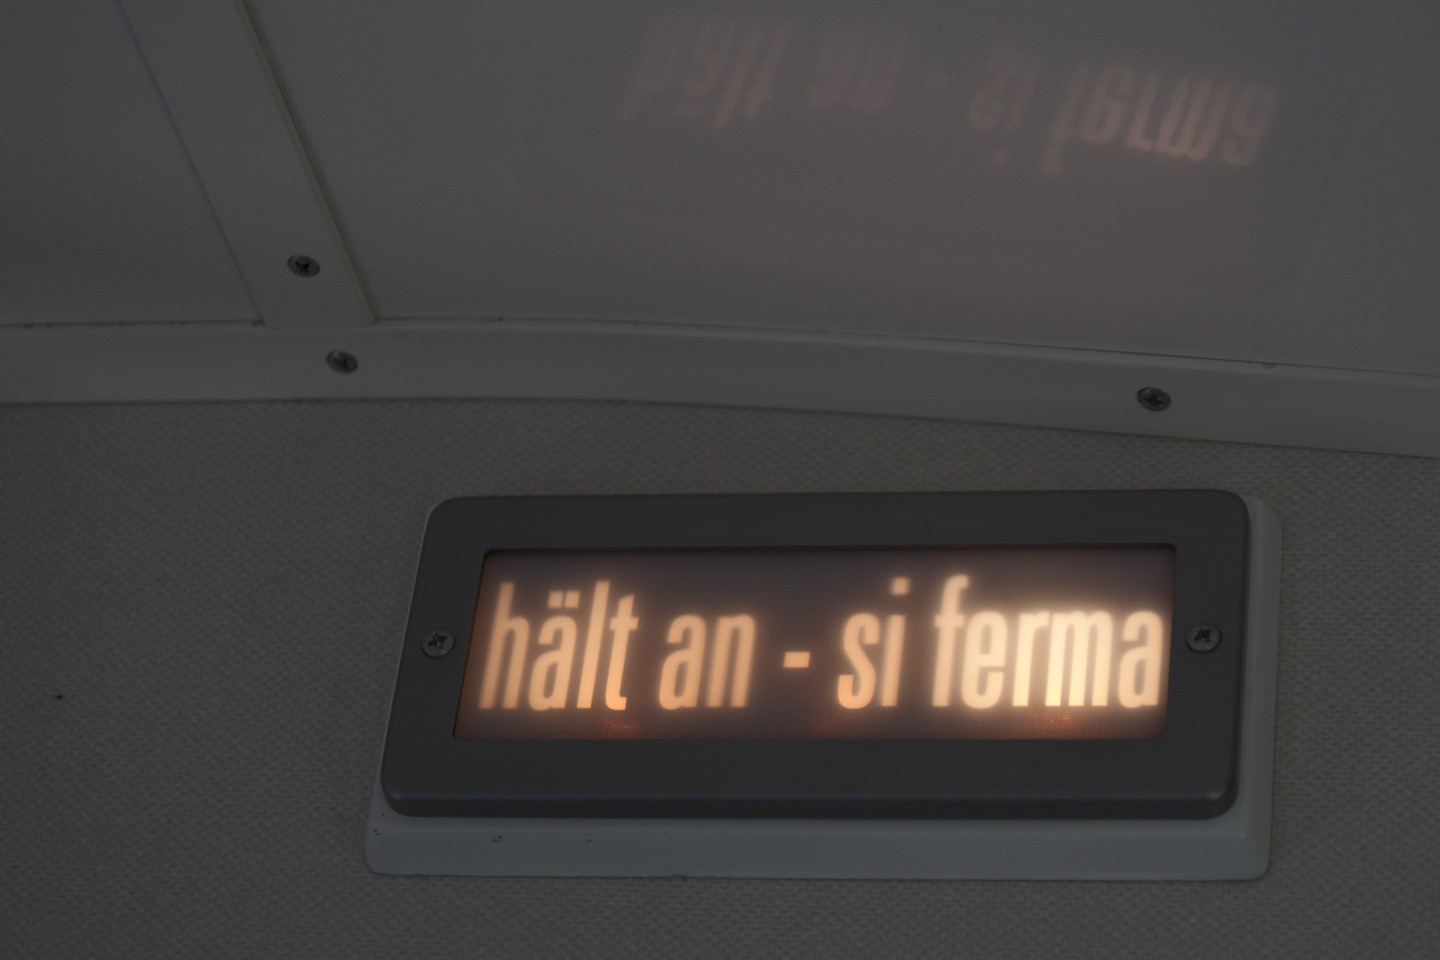 hält an - si ferma